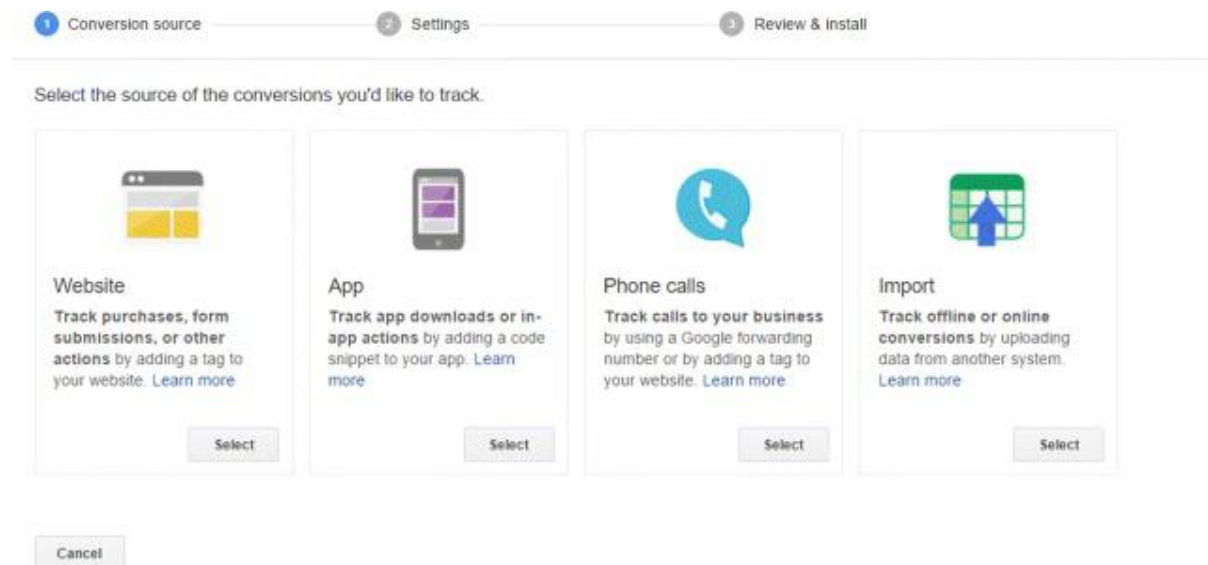 1 Conversion source 2 Settings 3 Review & install
Select the source of the conversions you'd like to track.
Website
Track purchases, form
submissions, or other
actions by adding a tag to
your website. Learn more
Select
App
Track app downloads or in-
app actions by adding a code
snippet to your app. Learn
more
Select
Phone calls
Track calls to your business
by using a Google forwarding
number or by adding a tag to
your website. Learn more
Select
Import
Track offline or online
conversions by uploading
data from another system.
Learn more
Select
Cancel